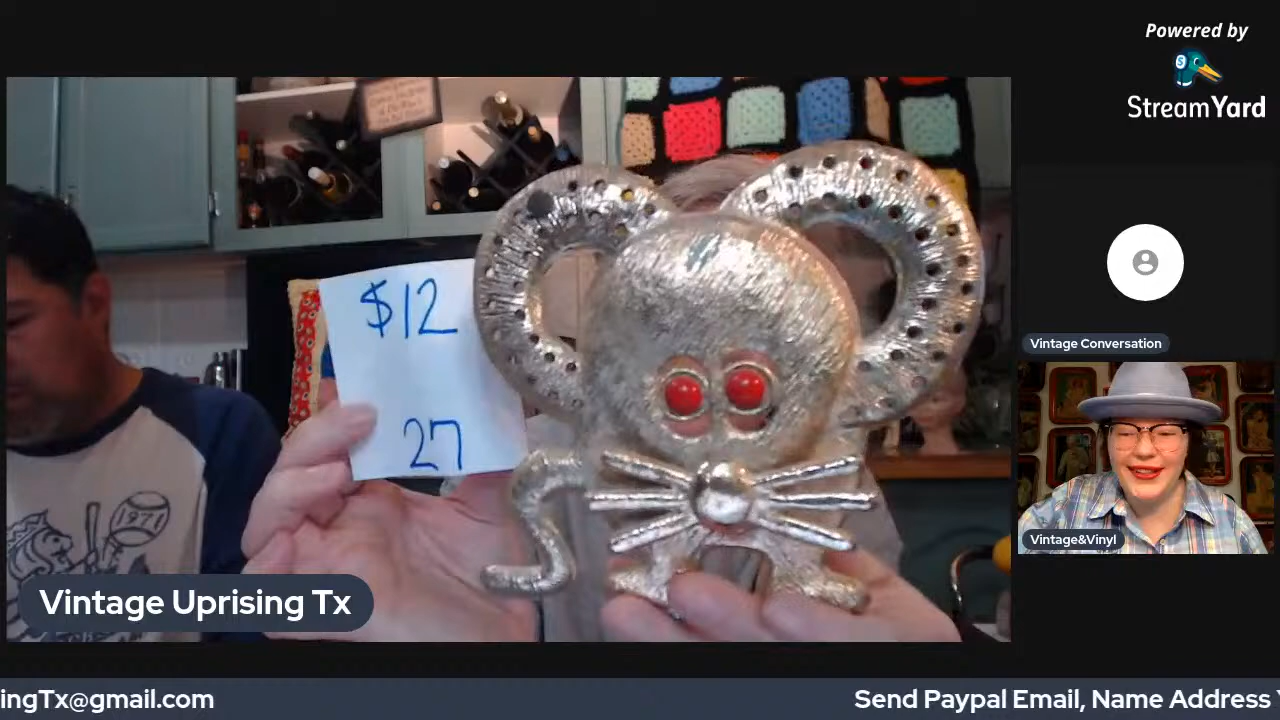 Powered by
StreamYard
$12
27
1971
Vintage Conversation
Vintage&Vinyl
Vintage Uprising Tx
ingTx@gmail.com
Send Paypal Email, Name Address